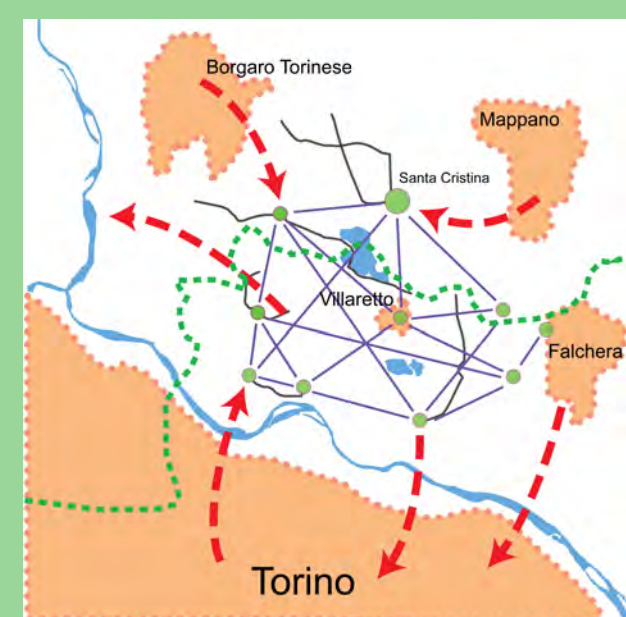 Borgaro Torinese
Mappano
Santa Cristina
Villaretto
Falchera
Torino